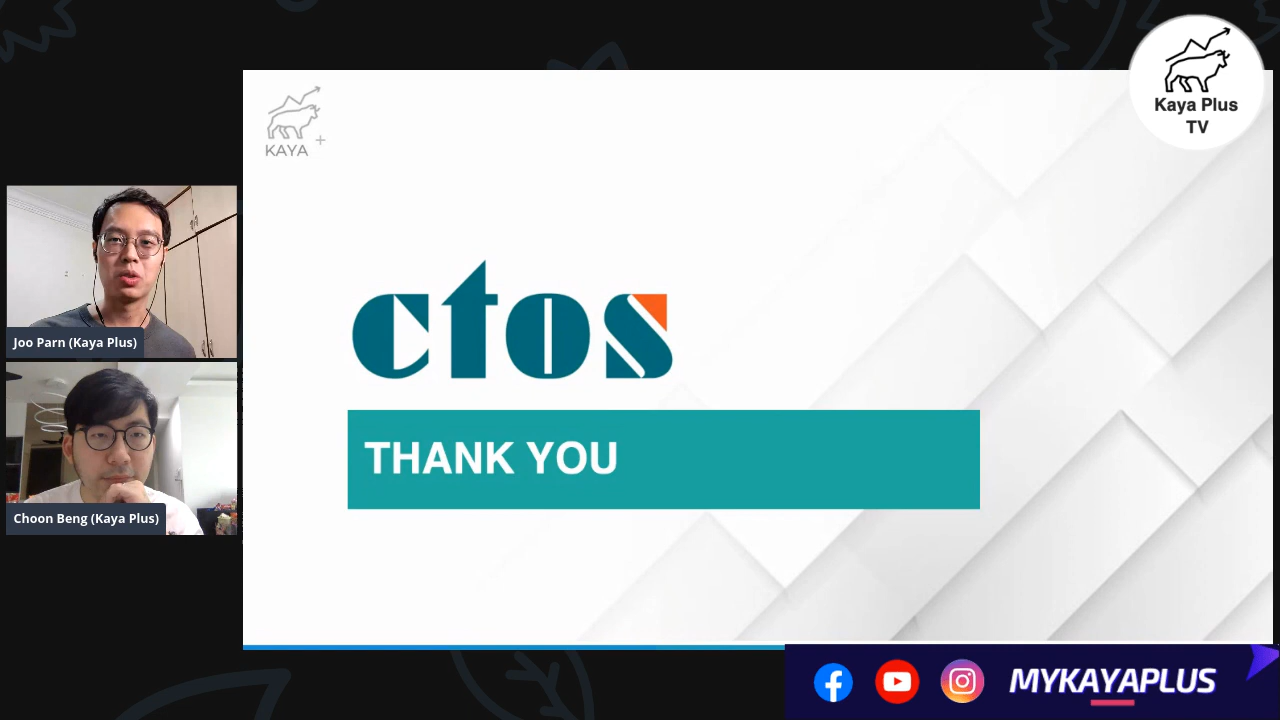 Kaya Plus
TV
KAYA +
ctos
THANK YOU
Joo Parn (Kaya Plus)
Choon Beng (Kaya Plus)
MYKAYAPLUS